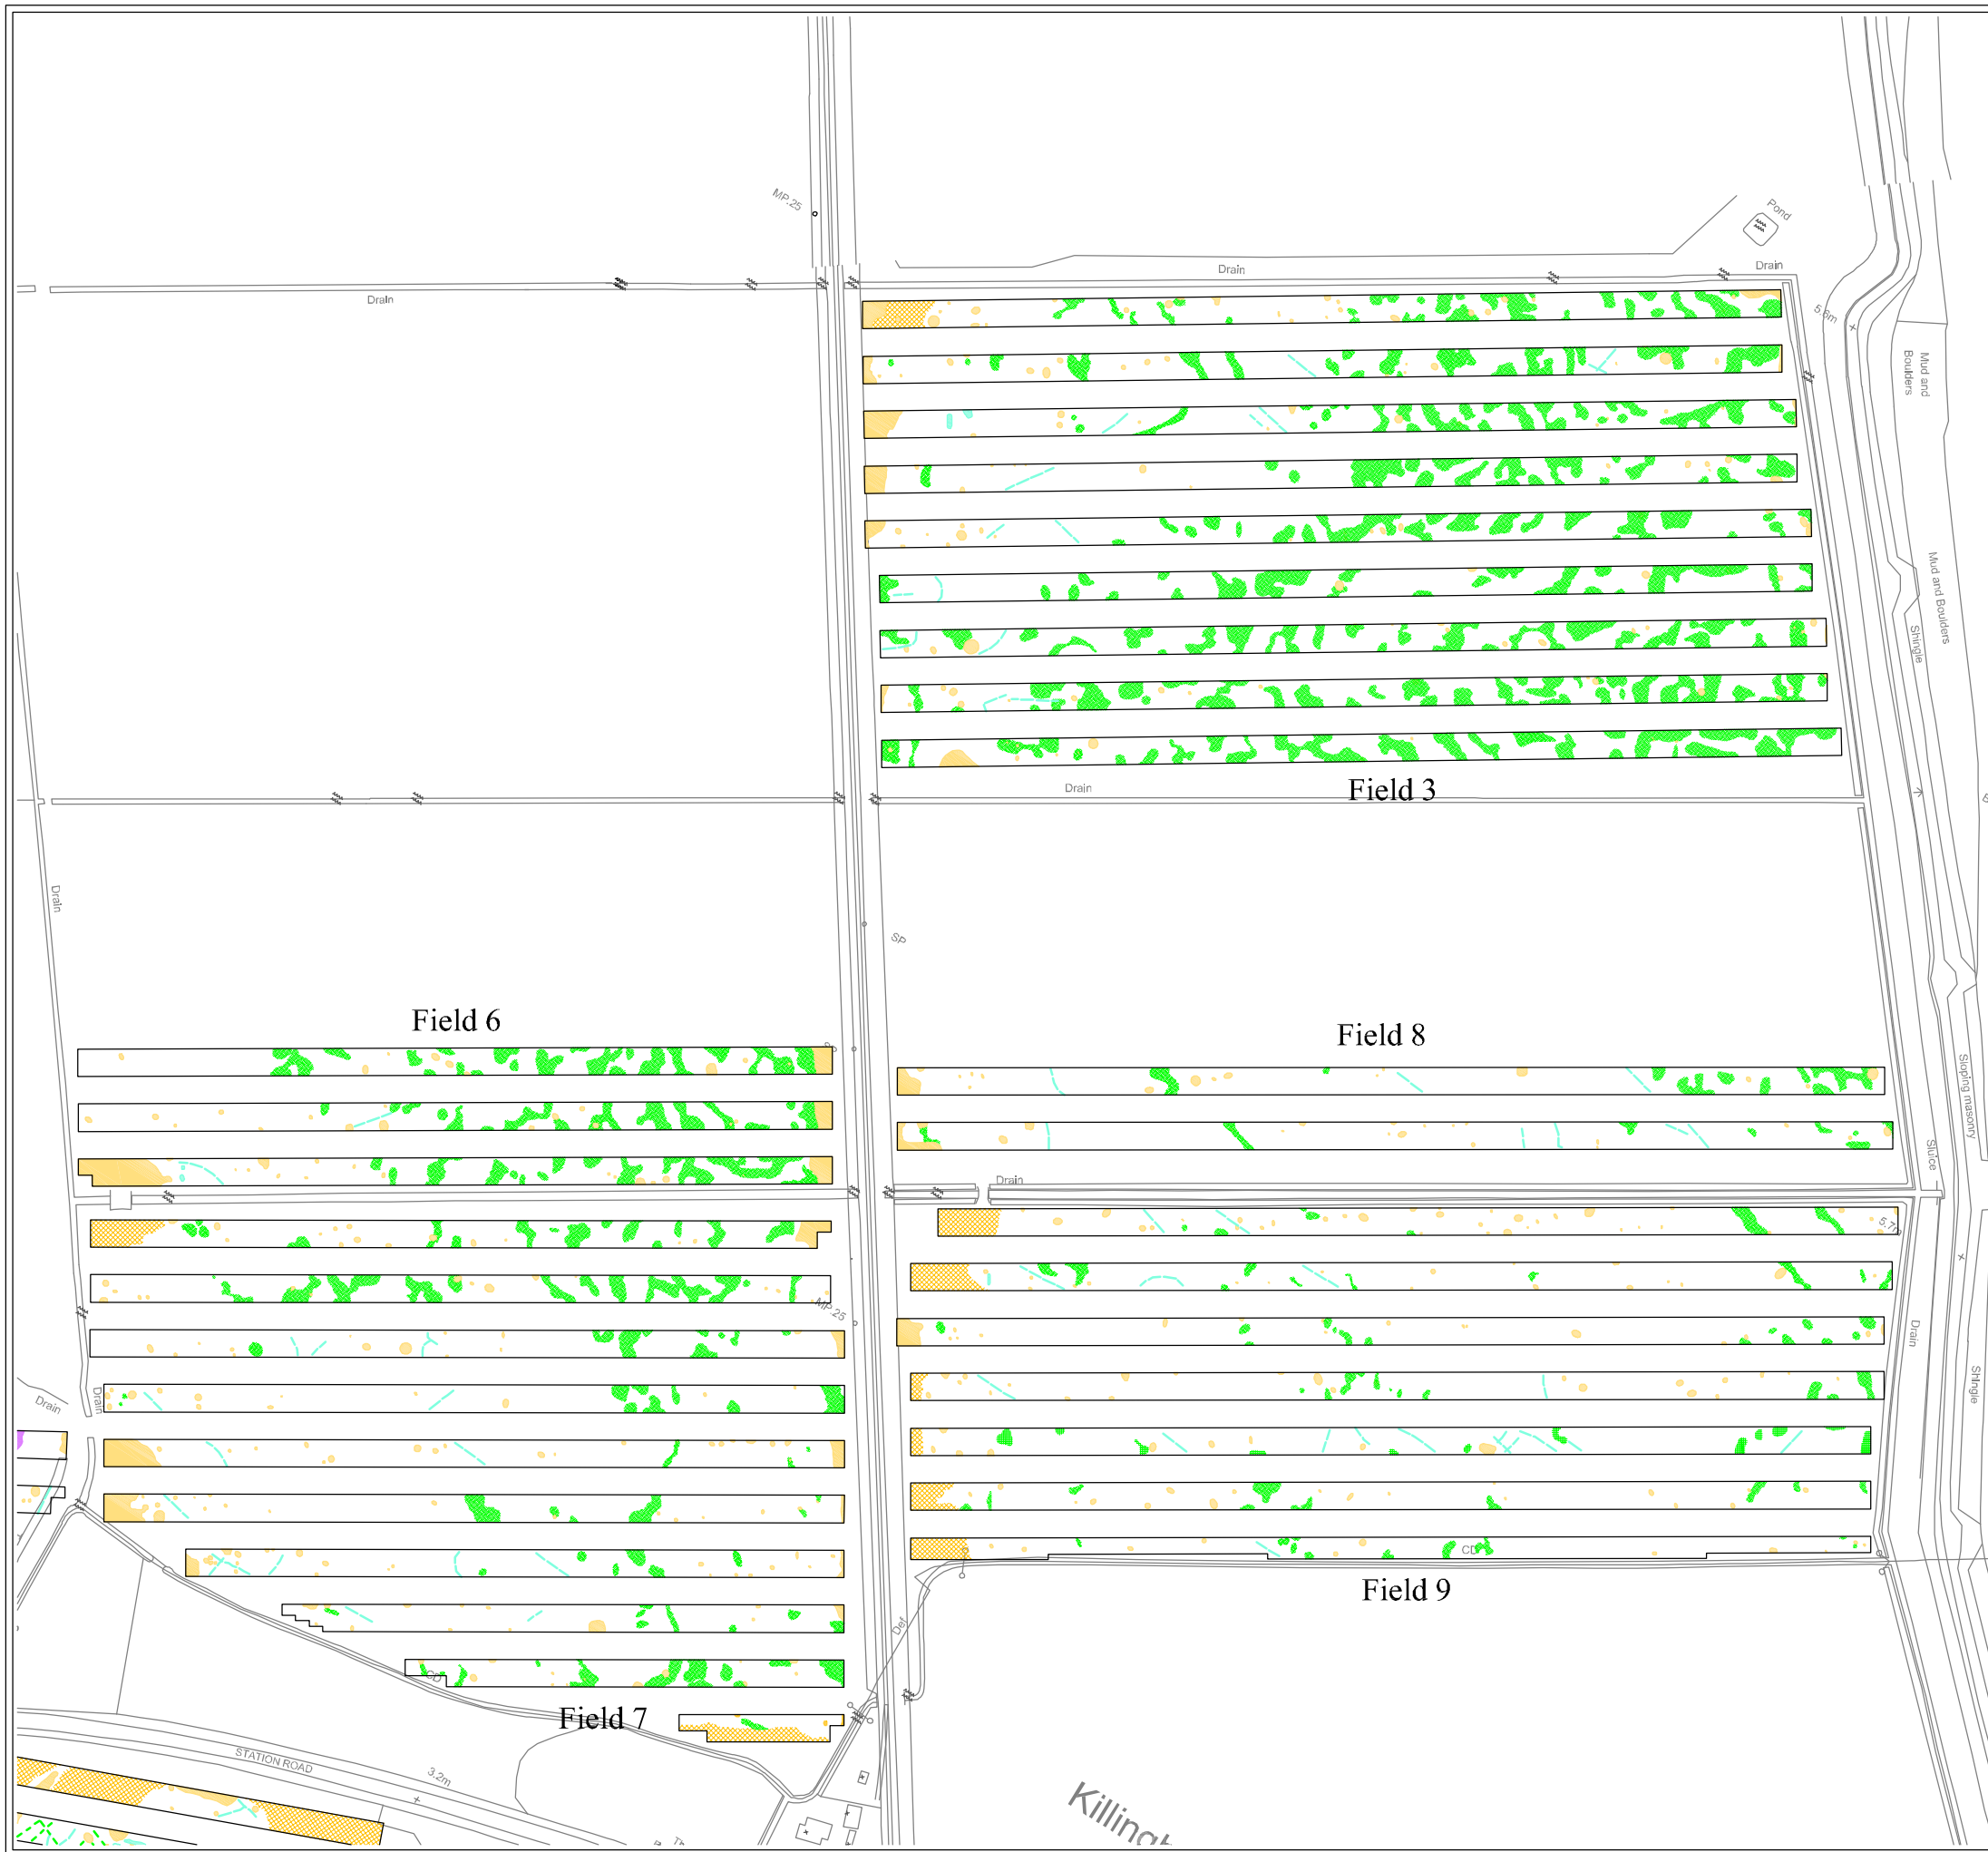 MP.25
Pond
Drain
Drain
Drain
5.6m
Mud and
Boulders
Mud and Boulders
Shingle
Drain
Field 3
Drain
SP
Field 6
Field 8
Sloping masonry
Sluice
Drain
5.7m
MP.25
Drain
Shingle
Drain
Drain
CD
Field 9
Def
CD
Field 7
STATION ROAD
3.2m